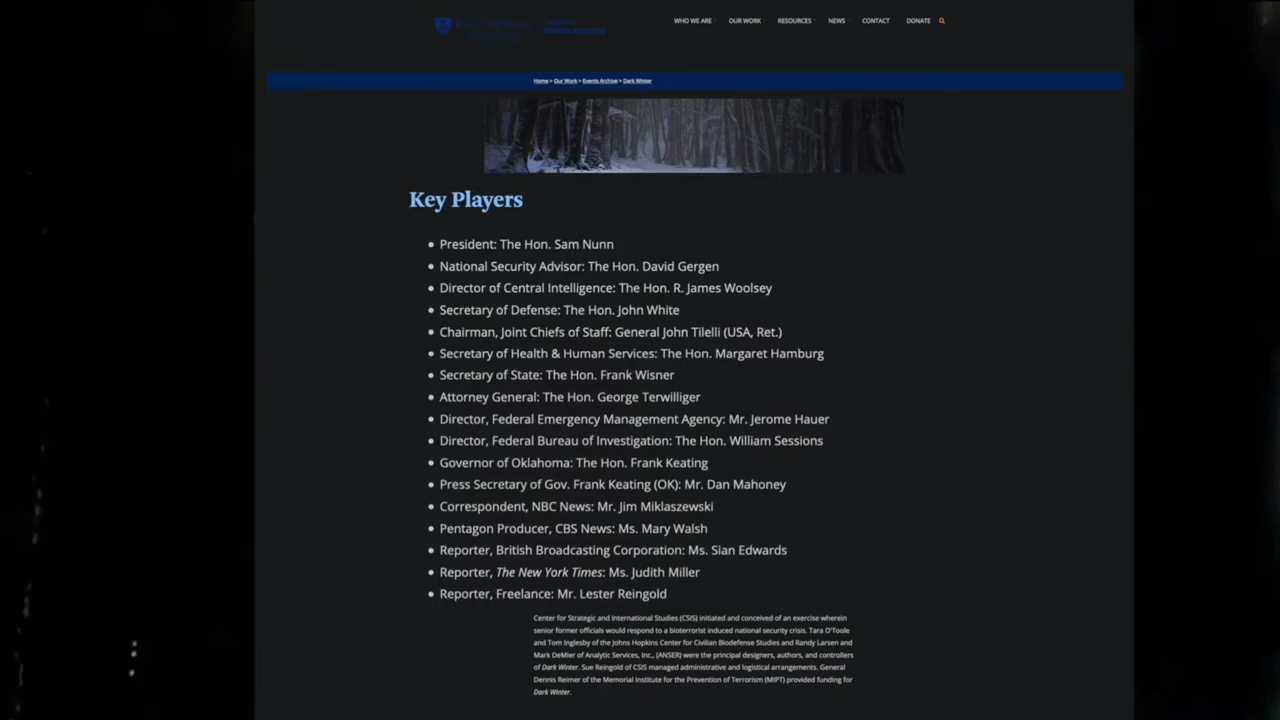 WHO WE ARE
OUR WORK
RESOURCES
NEWS
CONTACT
DONATE
Home > Our Work > Events Archive > Dark Winter
Key Players
President: The Hon. Sam Nunn
National Security Advisor: The Hon. David Gergen
Director of Central Intelligence: The Hon. R. James Woolsey
Secretary of Defense: The Hon. John White
Chairman, Joint Chiefs of Staff: General John Tilelli (USA, Ret.)
Secretary of Health & Human Services: The Hon. Margaret Hamburg
Secretary of State: The Hon. Frank Wisner
Attorney General: The Hon. George Terwilliger
Director, Federal Emergency Management Agency: Mr. Jerome Hauer
Director, Federal Bureau of Investigation: The Hon. William Sessions
Governor of Oklahoma: The Hon. Frank Keating
Press Secretary of Gov. Frank Keating (OK): Mr. Dan Mahoney
Correspondent, NBC News: Mr. Jim Miklaszewski
Pentagon Producer, CBS News: Ms. Mary Walsh
Reporter, British Broadcasting Corporation: Ms. Sian Edwards
Reporter, The New York Times: Ms. Judith Miller
Reporter, Freelance: Mr. Lester Reingold
Center for Strategic and International Studies (CSIS) initiated and conceived of an exercise wherein
senior former officials would respond to a bioterrorist induced national security crisis. Tara O'Toole
and Tom Inglesby of the Johns Hopkins Center for Civilian Biodefense Studies and Randy Larsen and
Mark DeMier of Analytic Services, Inc., (ANSER) were the principal designers, authors, and controllers
of Dark Winter. Sue Reingold of CSIS managed administrative and logistical arrangements. General
Dennis Reimer of the Memorial Institute for the Prevention of Terrorism (MIPT) provided funding for
Dark Winter.